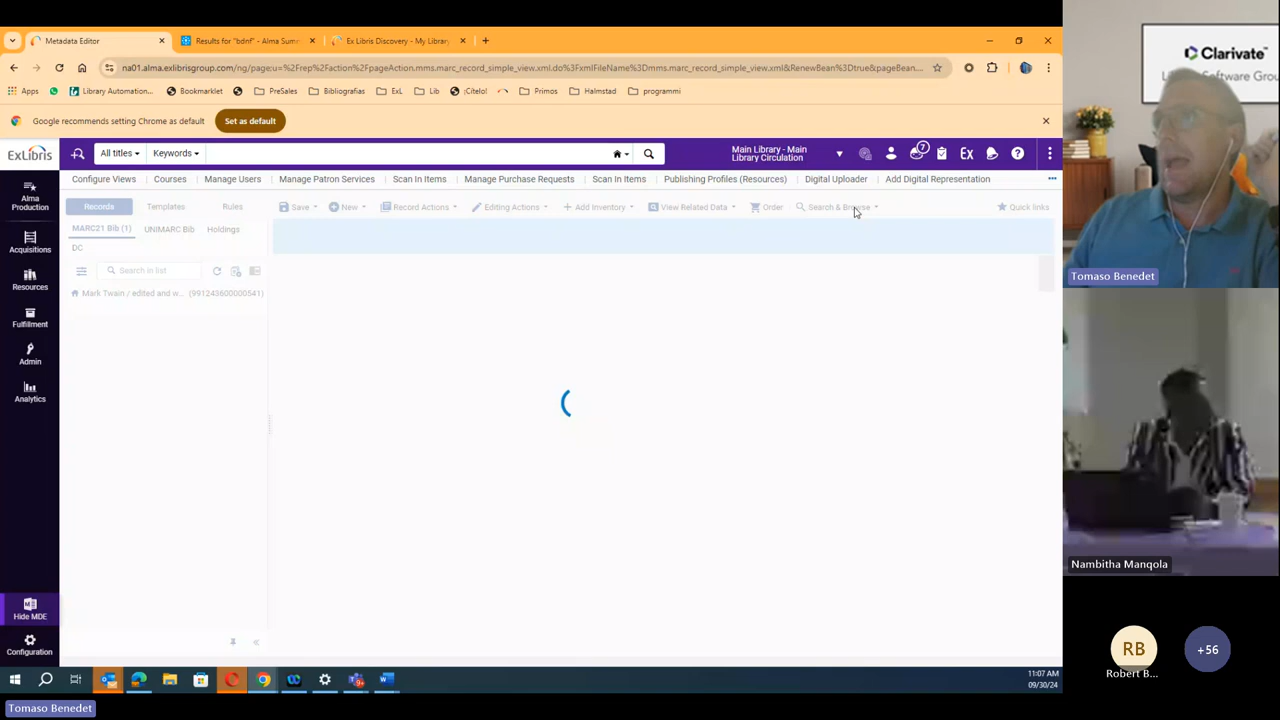 Metadata Editor
Results for "bdnf" - Alma Sum
Ex Libris Discovery - My Library
na01.alma.exlibrisgroup.com/ng/page;u=%2Frep%2Faction%2FpageAction.mms.marc_record_simple_view.xml.do%3FxmlFileName%3Dmms.marc_record_simple_view.xml&RenewBean%3Dtrue&pageBean...
Apps
Library Automation...
Bookmarklet
¡Citelo!
PreSales
Bibliografias
ExL
Lib
Primos
Halmstad
programmi
Google recommends setting Chrome as default
Set as default
ExLibris
All titles
Keywords
Main Library - Main
Library Circulation
7
Ex
Configure Views
Courses
Manage Users
Manage Patron Services
Scan In Items
Manage Purchase Requests
Scan In Items
Publishing Profiles (Resources)
Digital Uploader
Add Digital Representation
Alma
Production
Acquisitions
Resources
Fulfillment
Admin
Analytics
Hide MDE
Configuration
Records
Templates
Rules
Save
New
Record Actions
Editing Actions
Add Inventory
View Related Data
Order
Search & Browse
Quick links
MARC21 Bib (1)
UNIMARC Bib
Holdings
DC
Search in list
Mark Twain / edited and w... (991243600000541)
11:07 AM
09/30/24
Tomaso Benedet
Clarivate™
Software Grou
Tomaso Benedet
Nambitha Manqola
RB
Robert B...
+56